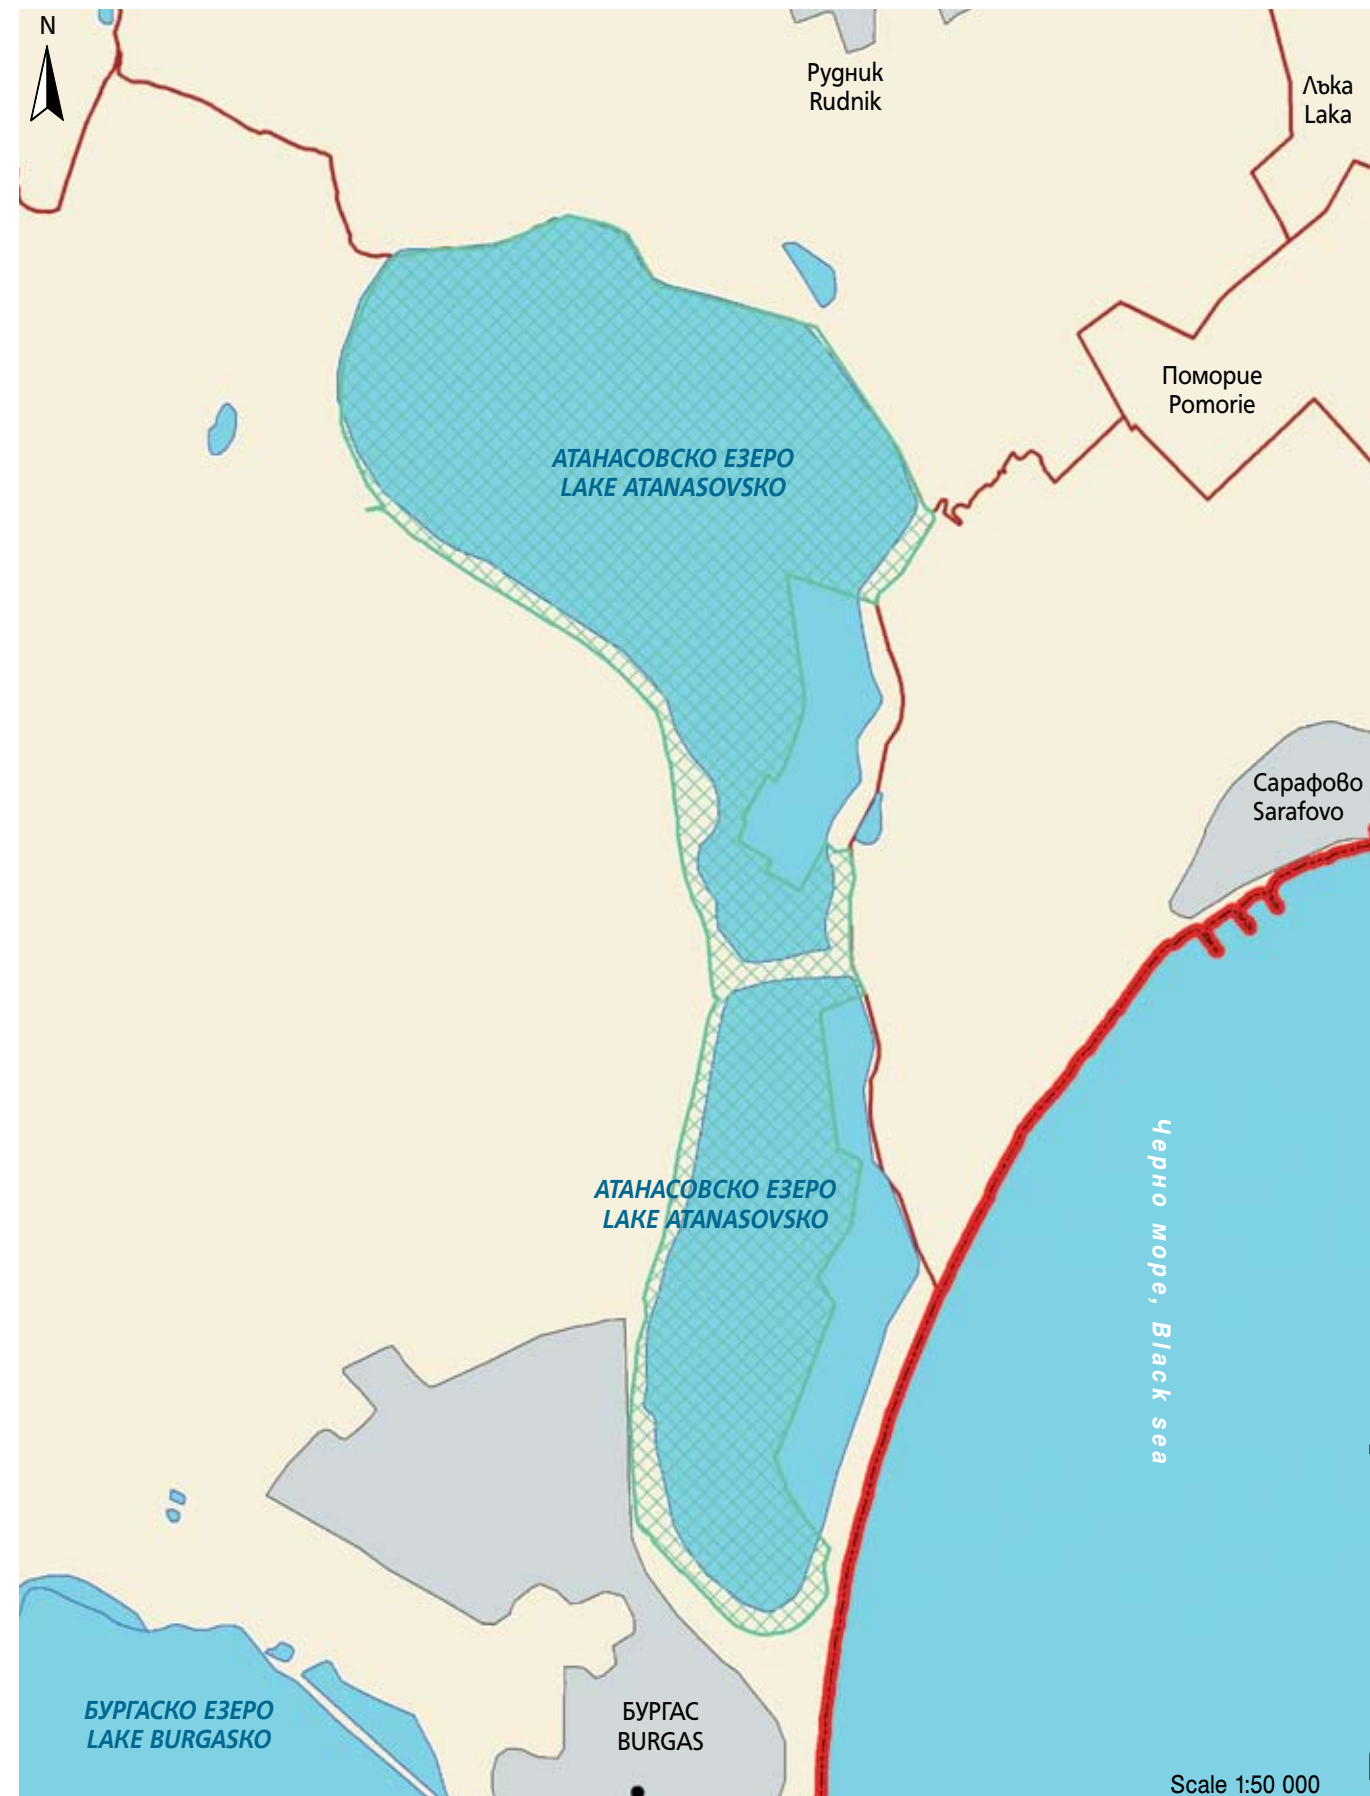 N
Рудник
Rudnik
Лъка
Laka
Поморие
Pomorie
АТАНАСОВСКО ЕЗЕРО
LAKE ATANASOVSKO
Сарафово
Sarafovo
Черно море, Black sea
АТАНАСОВСКО ЕЗЕРО
LAKE ATANASOVSKO
БУРГАСКО ЕЗЕРО
LAKE BURGASKO
БУРГАС
BURGAS
Scale 1:50 000